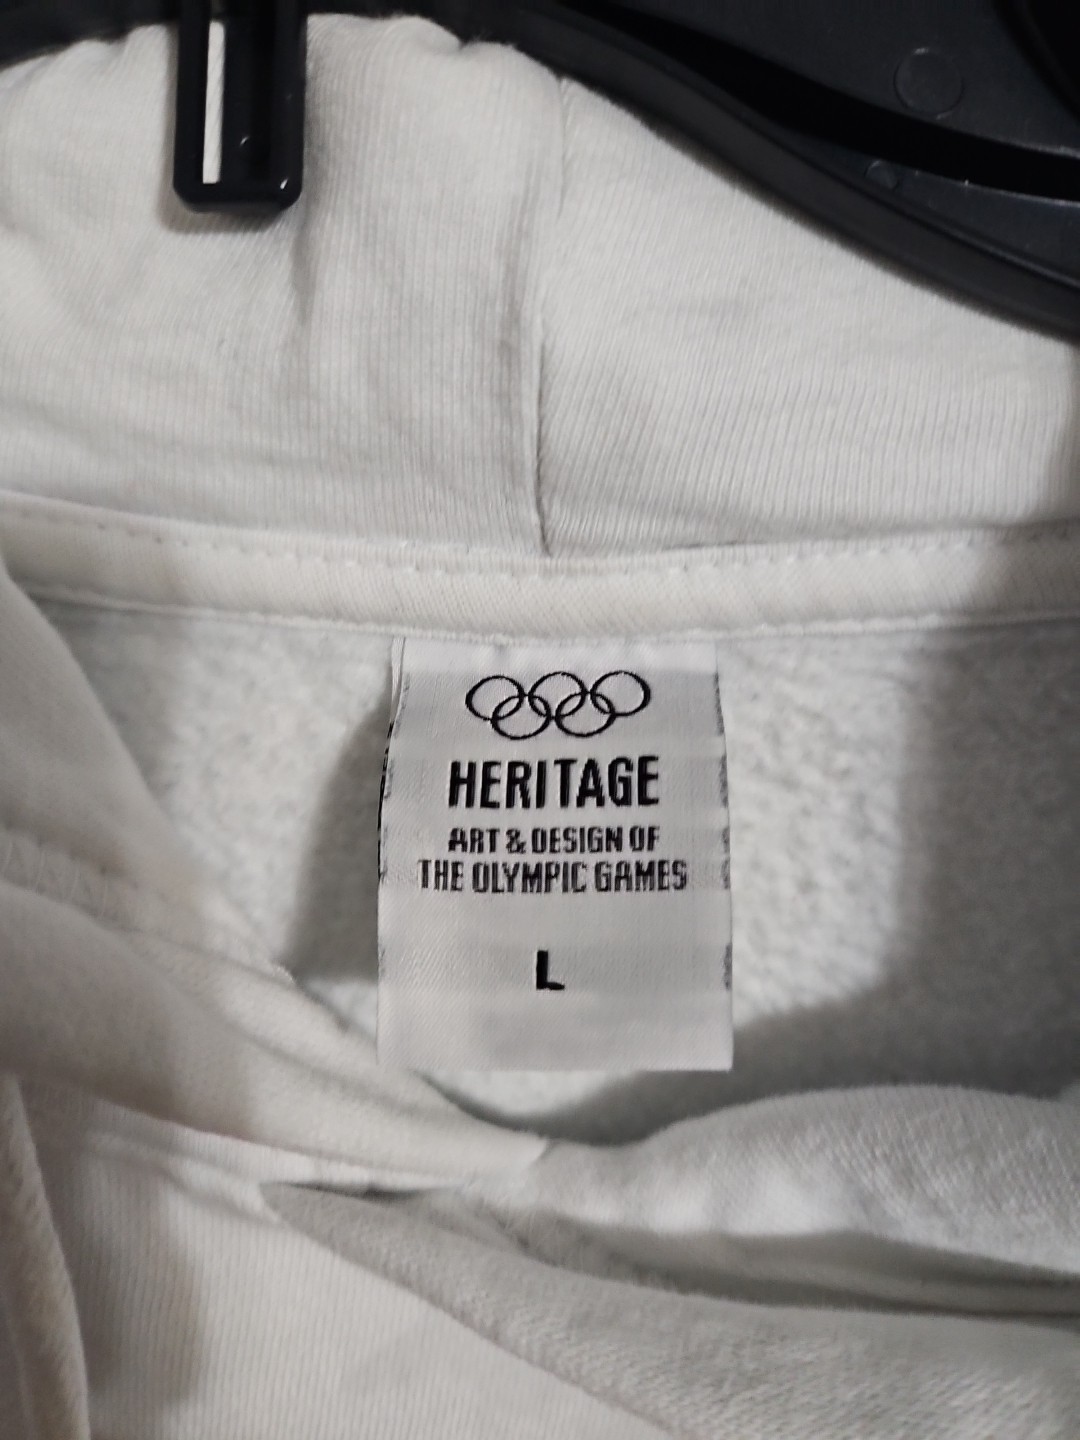 HERITAGE
ART & DESIGN OF
THE OLYMPIC GAMES
L